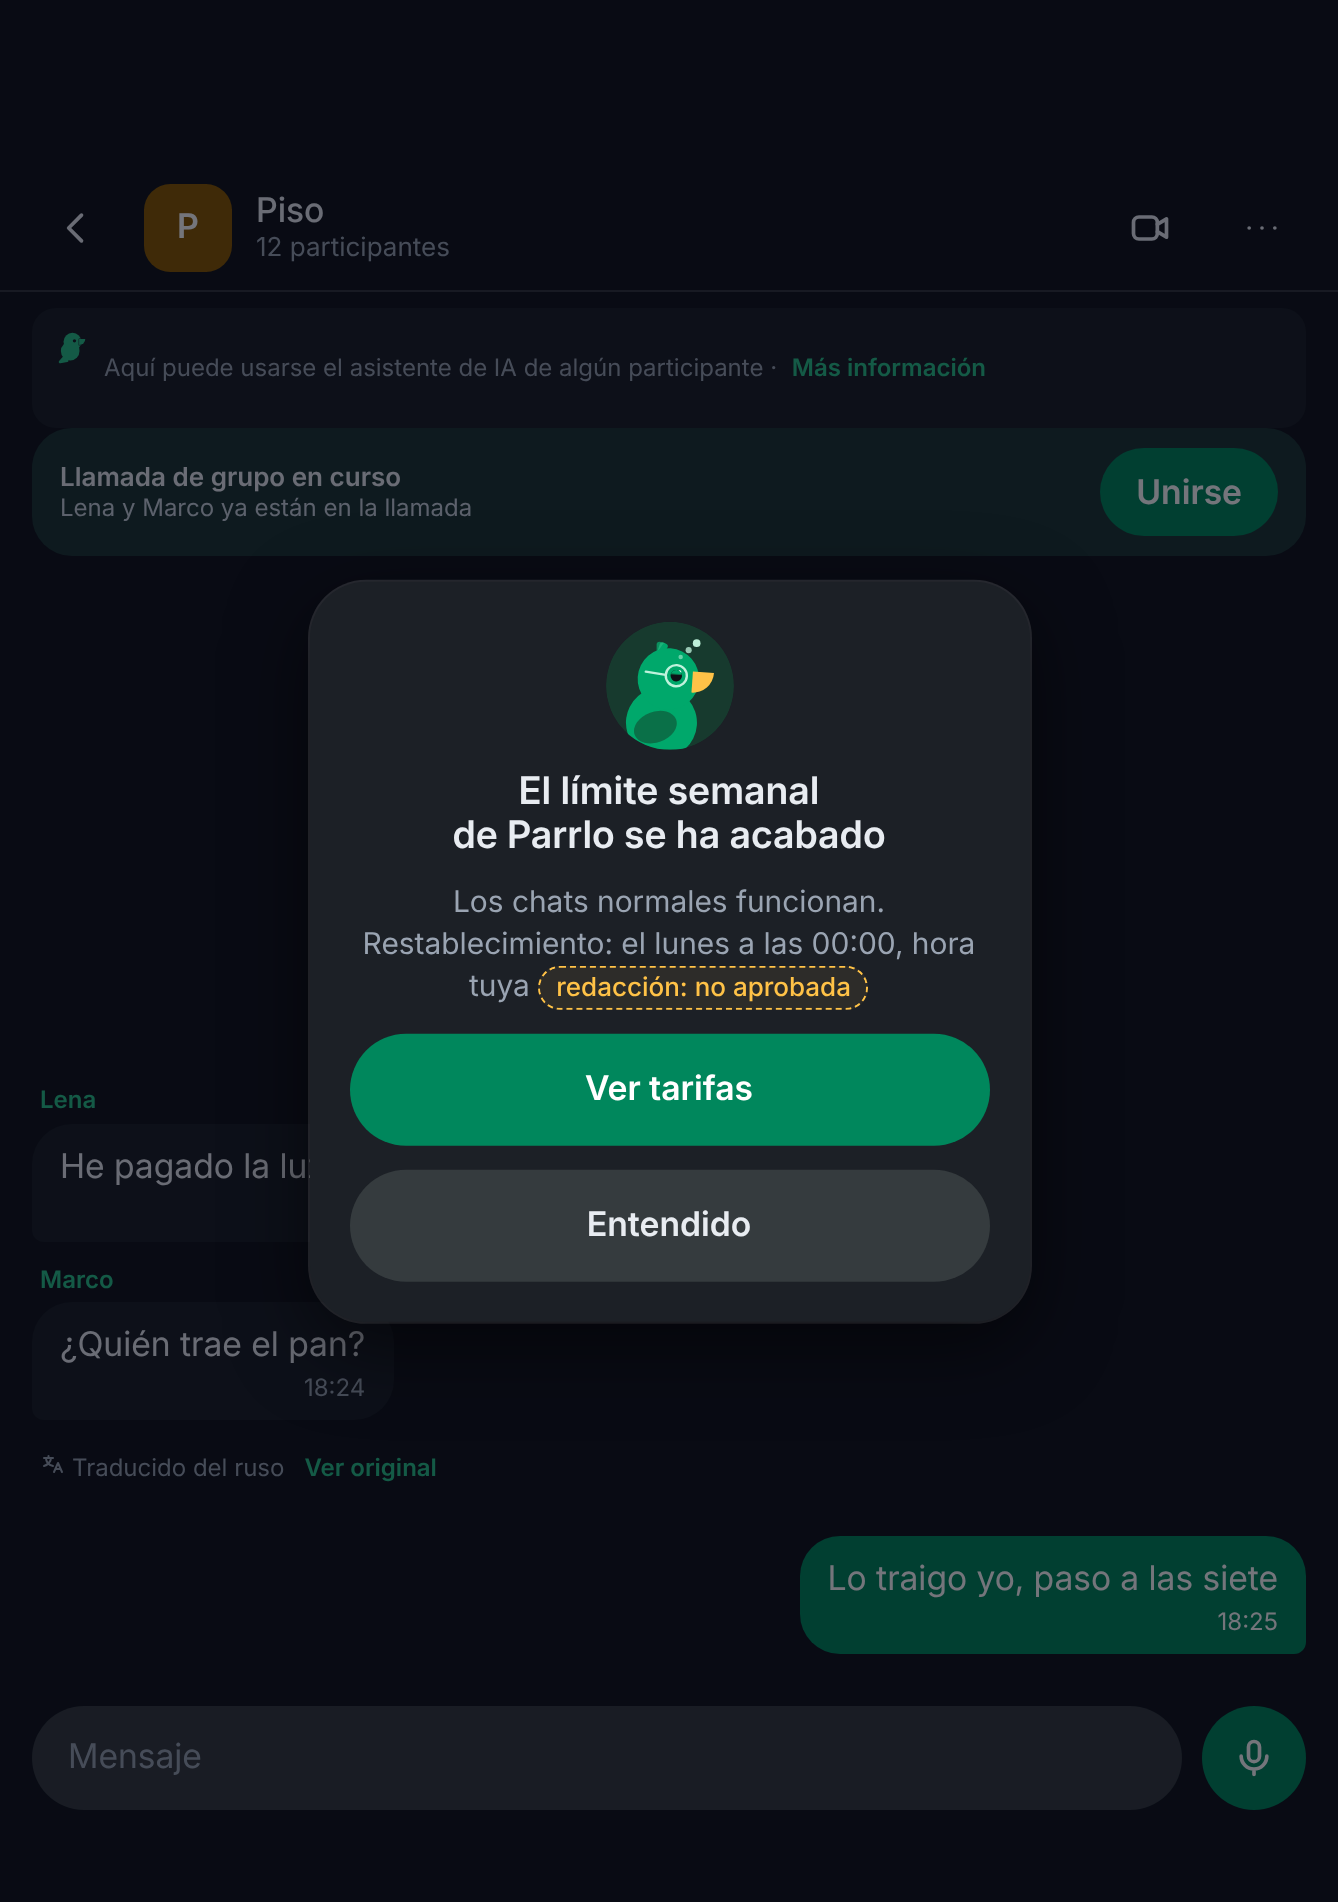 P
Piso
12 participantes
Aquí puede usarse el asistente de IA de algún participante · Más información
Llamada de grupo en curso
Lena y Marco ya están en la llamada
Unirse
El límite semanal
de Parrlo se ha acabado
Los chats normales funcionan.
Restablecimiento: el lunes a las 00:00, hora
tuya redacción: no aprobada
Ver tarifas
Entendido
Lena
He pagado la
Marco
¿Quién trae el pan?
18:24
Traducido del ruso Ver original
Lo traigo yo, paso a las siete
18:25
Mensaje